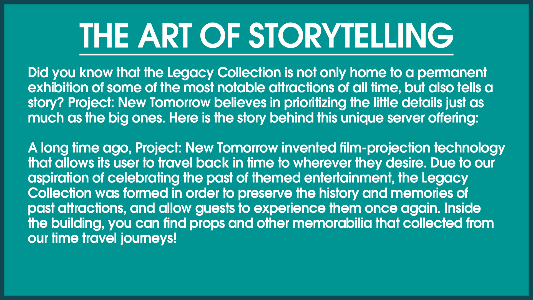 THE ART OF STORYTELLING
Did you know that the Legacy Collection is not only home to a permanent
exhibition of some of the most notable attractions of all time, but also tells a
story? Project: New Tomorrow believes in prioritizing the little details just as
much as the big ones. Here is the story behind this unique server offering:
A long time ago, Project: New Tomorrow invented film-projection technology
that allows its user to travel back in time to wherever they desire. Due to our
aspiration of celebrating the past of themed entertainment, the Legacy
Collection was formed in order to preserve the history and memories of
past attractions, and allow guests to experience them once again. Inside
the building, you can find props and other memorabilia that collected from
our time travel journeys!